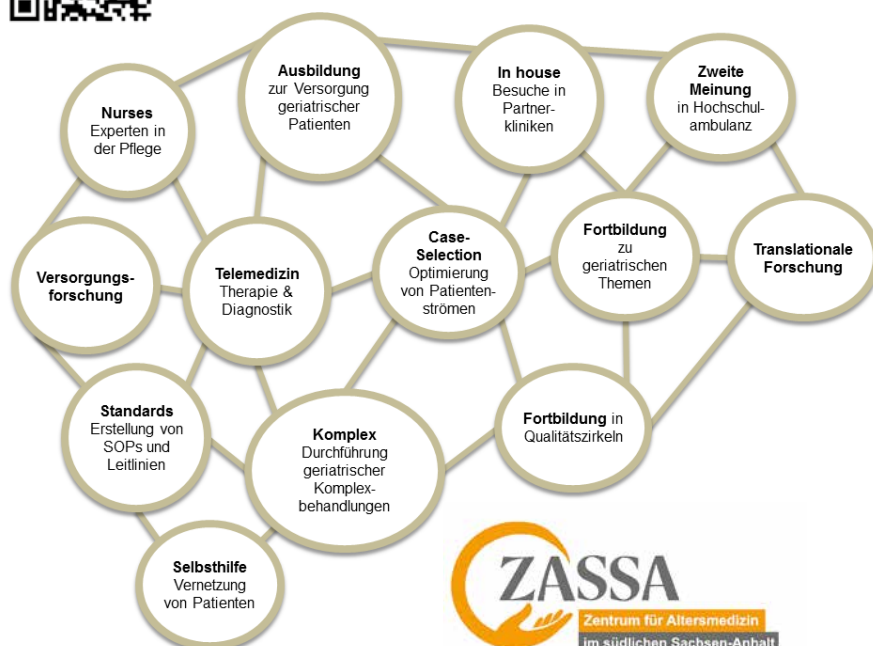 Nurses
Experten in
der Pflege
Ausbildung
zur Versorgung
geriatrischer
Patienten
In house
Besuche in
Partner-
kliniken
Zweite
Meinung
in Hochschul-
ambulanz
Versorgungs-
forschung
Telemedizin
Therapie &
Diagnostik
Case-
Selection
Optimierung
von Patienten-
strömen
Fortbildung
zu
geriatrischen
Themen
Translationale
Forschung
Standards
Erstellung von
SOPs und
Leitlinien
Komplex
Durchführung
geriatrischer
Komplex-
behandlungen
Fortbildung in
Qualitätszirkeln
Selbsthilfe
Vernetzung
von Patienten
ZASSA
Zentrum für Altersmedizin
im südlichen Sachsen-Anhalt